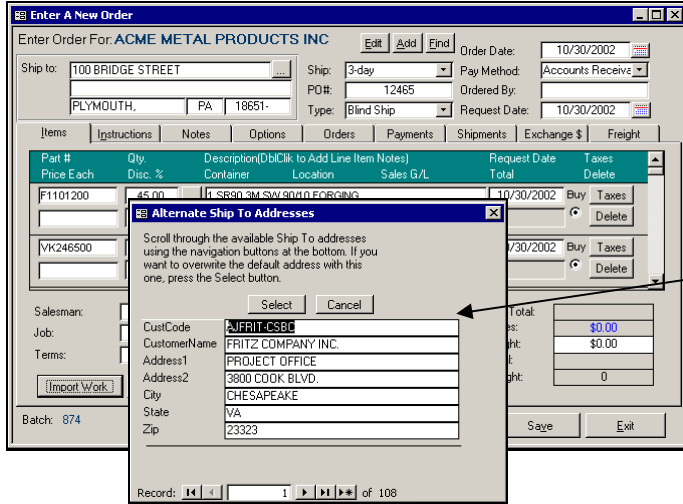 Enter A New Order
Enter Order For: ACME METAL PRODUCTS INC Edit Add Find Order Date: 10/30/2002
Ship to: 100 BRIDGE STREET ... Ship: 3-day Pay Method: Accounts Receiva
PO#: 12465 Ordered By:
PLYMOUTH, PA 18651- Type: Blind Ship Request Date: 10/30/2002
Items Instructions Notes Options Orders Payments Shipments Exchange $ Freight
Part # Qty. Description(DblClik to Add Line Item Notes) Request Date Taxes
Price Each Disc. % Container Location Sales G/L Total Delete
F1101200 45.00 1 SR90 3M SW 90/10 FORGING 10/30/2002 Buy Taxes
Delete
VK246500 /30/2002 Buy Taxes
Delete
Alternate Ship To Addresses
Scroll through the available Ship To addresses
using the navigation buttons at the bottom. If you
want to overwrite the default address with this
one, press the Select button.
Select Cancel
CustCode AJFRIT-CSBC
CustomerName FRITZ COMPANY INC.
Address1 PROJECT OFFICE
Address2 3800 COOK BLVD.
City CHESAPEAKE
State VA
Zip 23323
Record: 1 of 108
Salesman: Total:
Job: es: $0.00
Terms: ht: $0.00
ght: 0
Import Work
Batch: 874 Save Exit